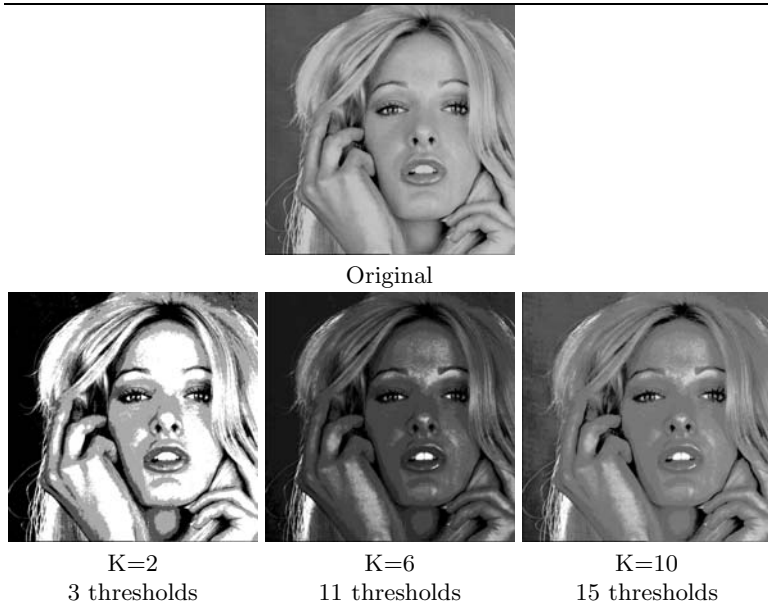 Original
K=2
K=6
K=10
3 thresholds
11 thresholds
15 thresholds